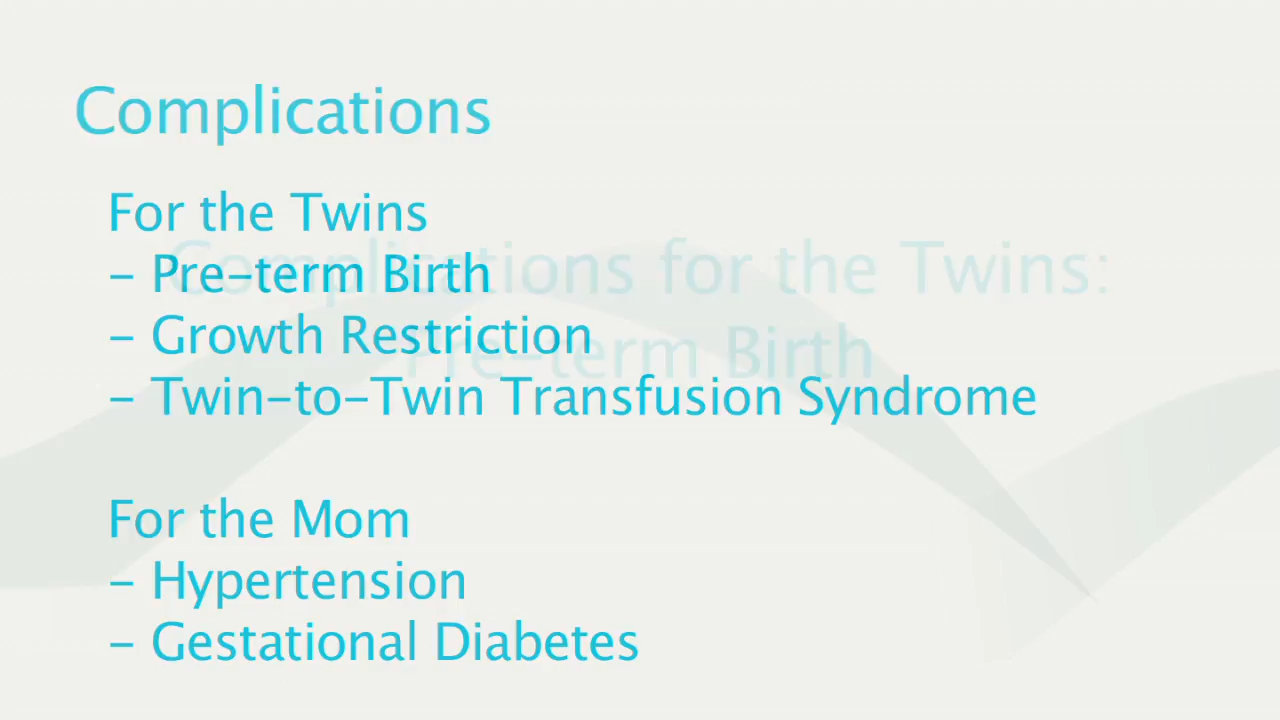 Complications
For the Twins
– Pre-term Birth
– Growth Restriction
– Twin-to-Twin Transfusion Syndrome
For the Mom
– Hypertension
– Gestational Diabetes
Complications for the Twins:
Pre-term Birth